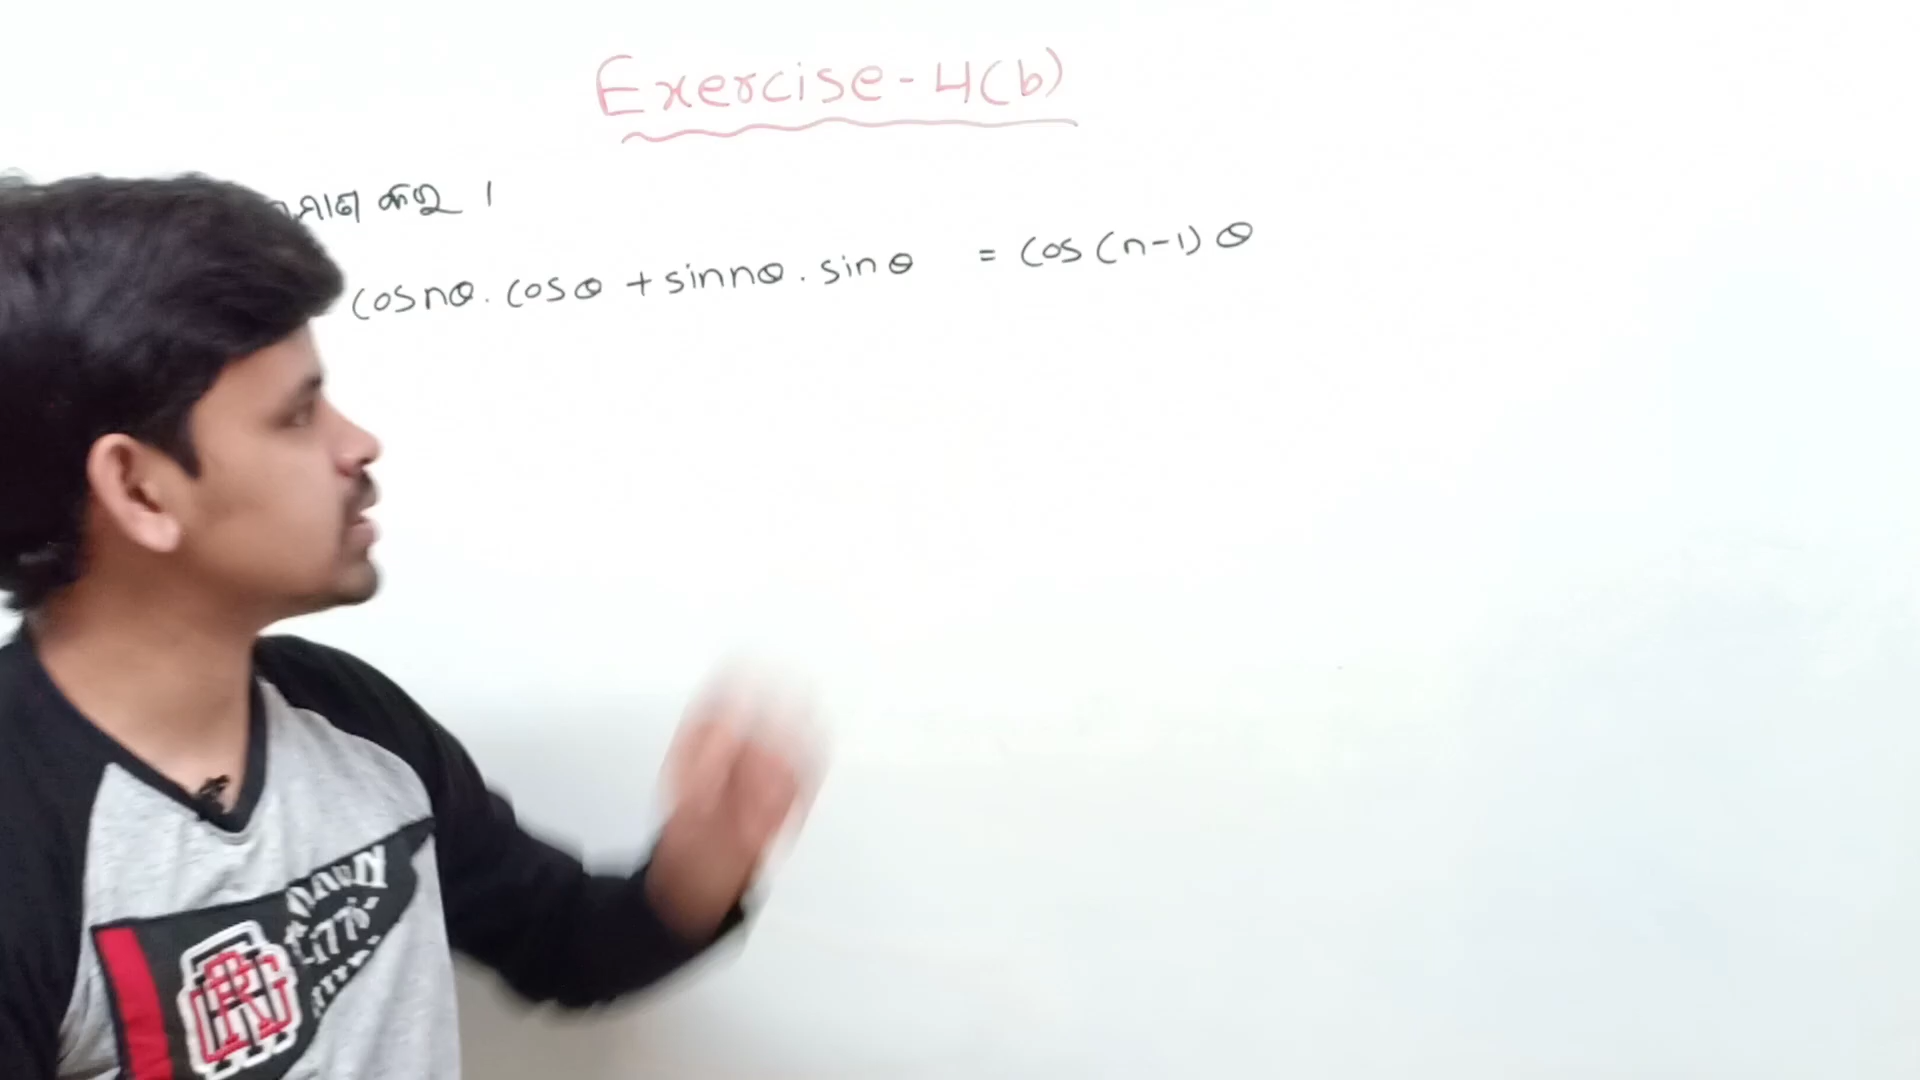 Exercise-4(b)
କର ।
cosnθ. cosθ + sinnθ. sinθ = cos (n-1) θ